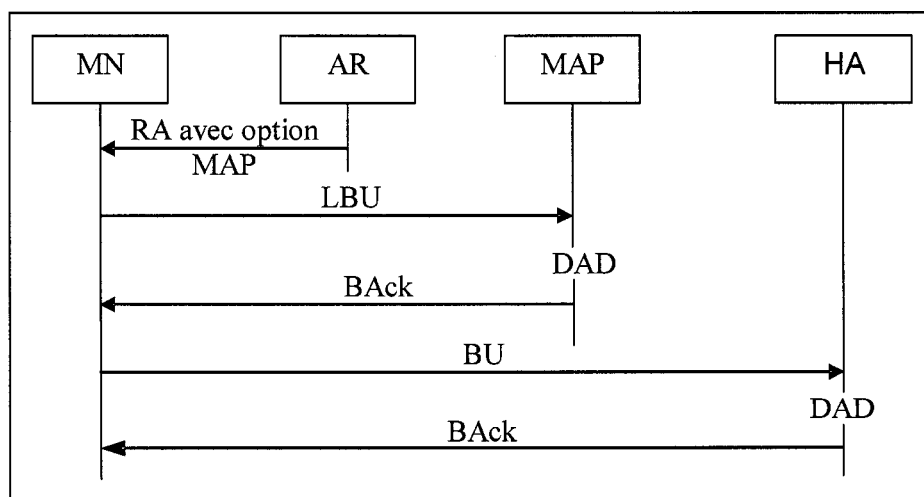 MN
AR
MAP
HA
RA avec option
MAP
LBU
DAD
BAck
BU
DAD
BAck